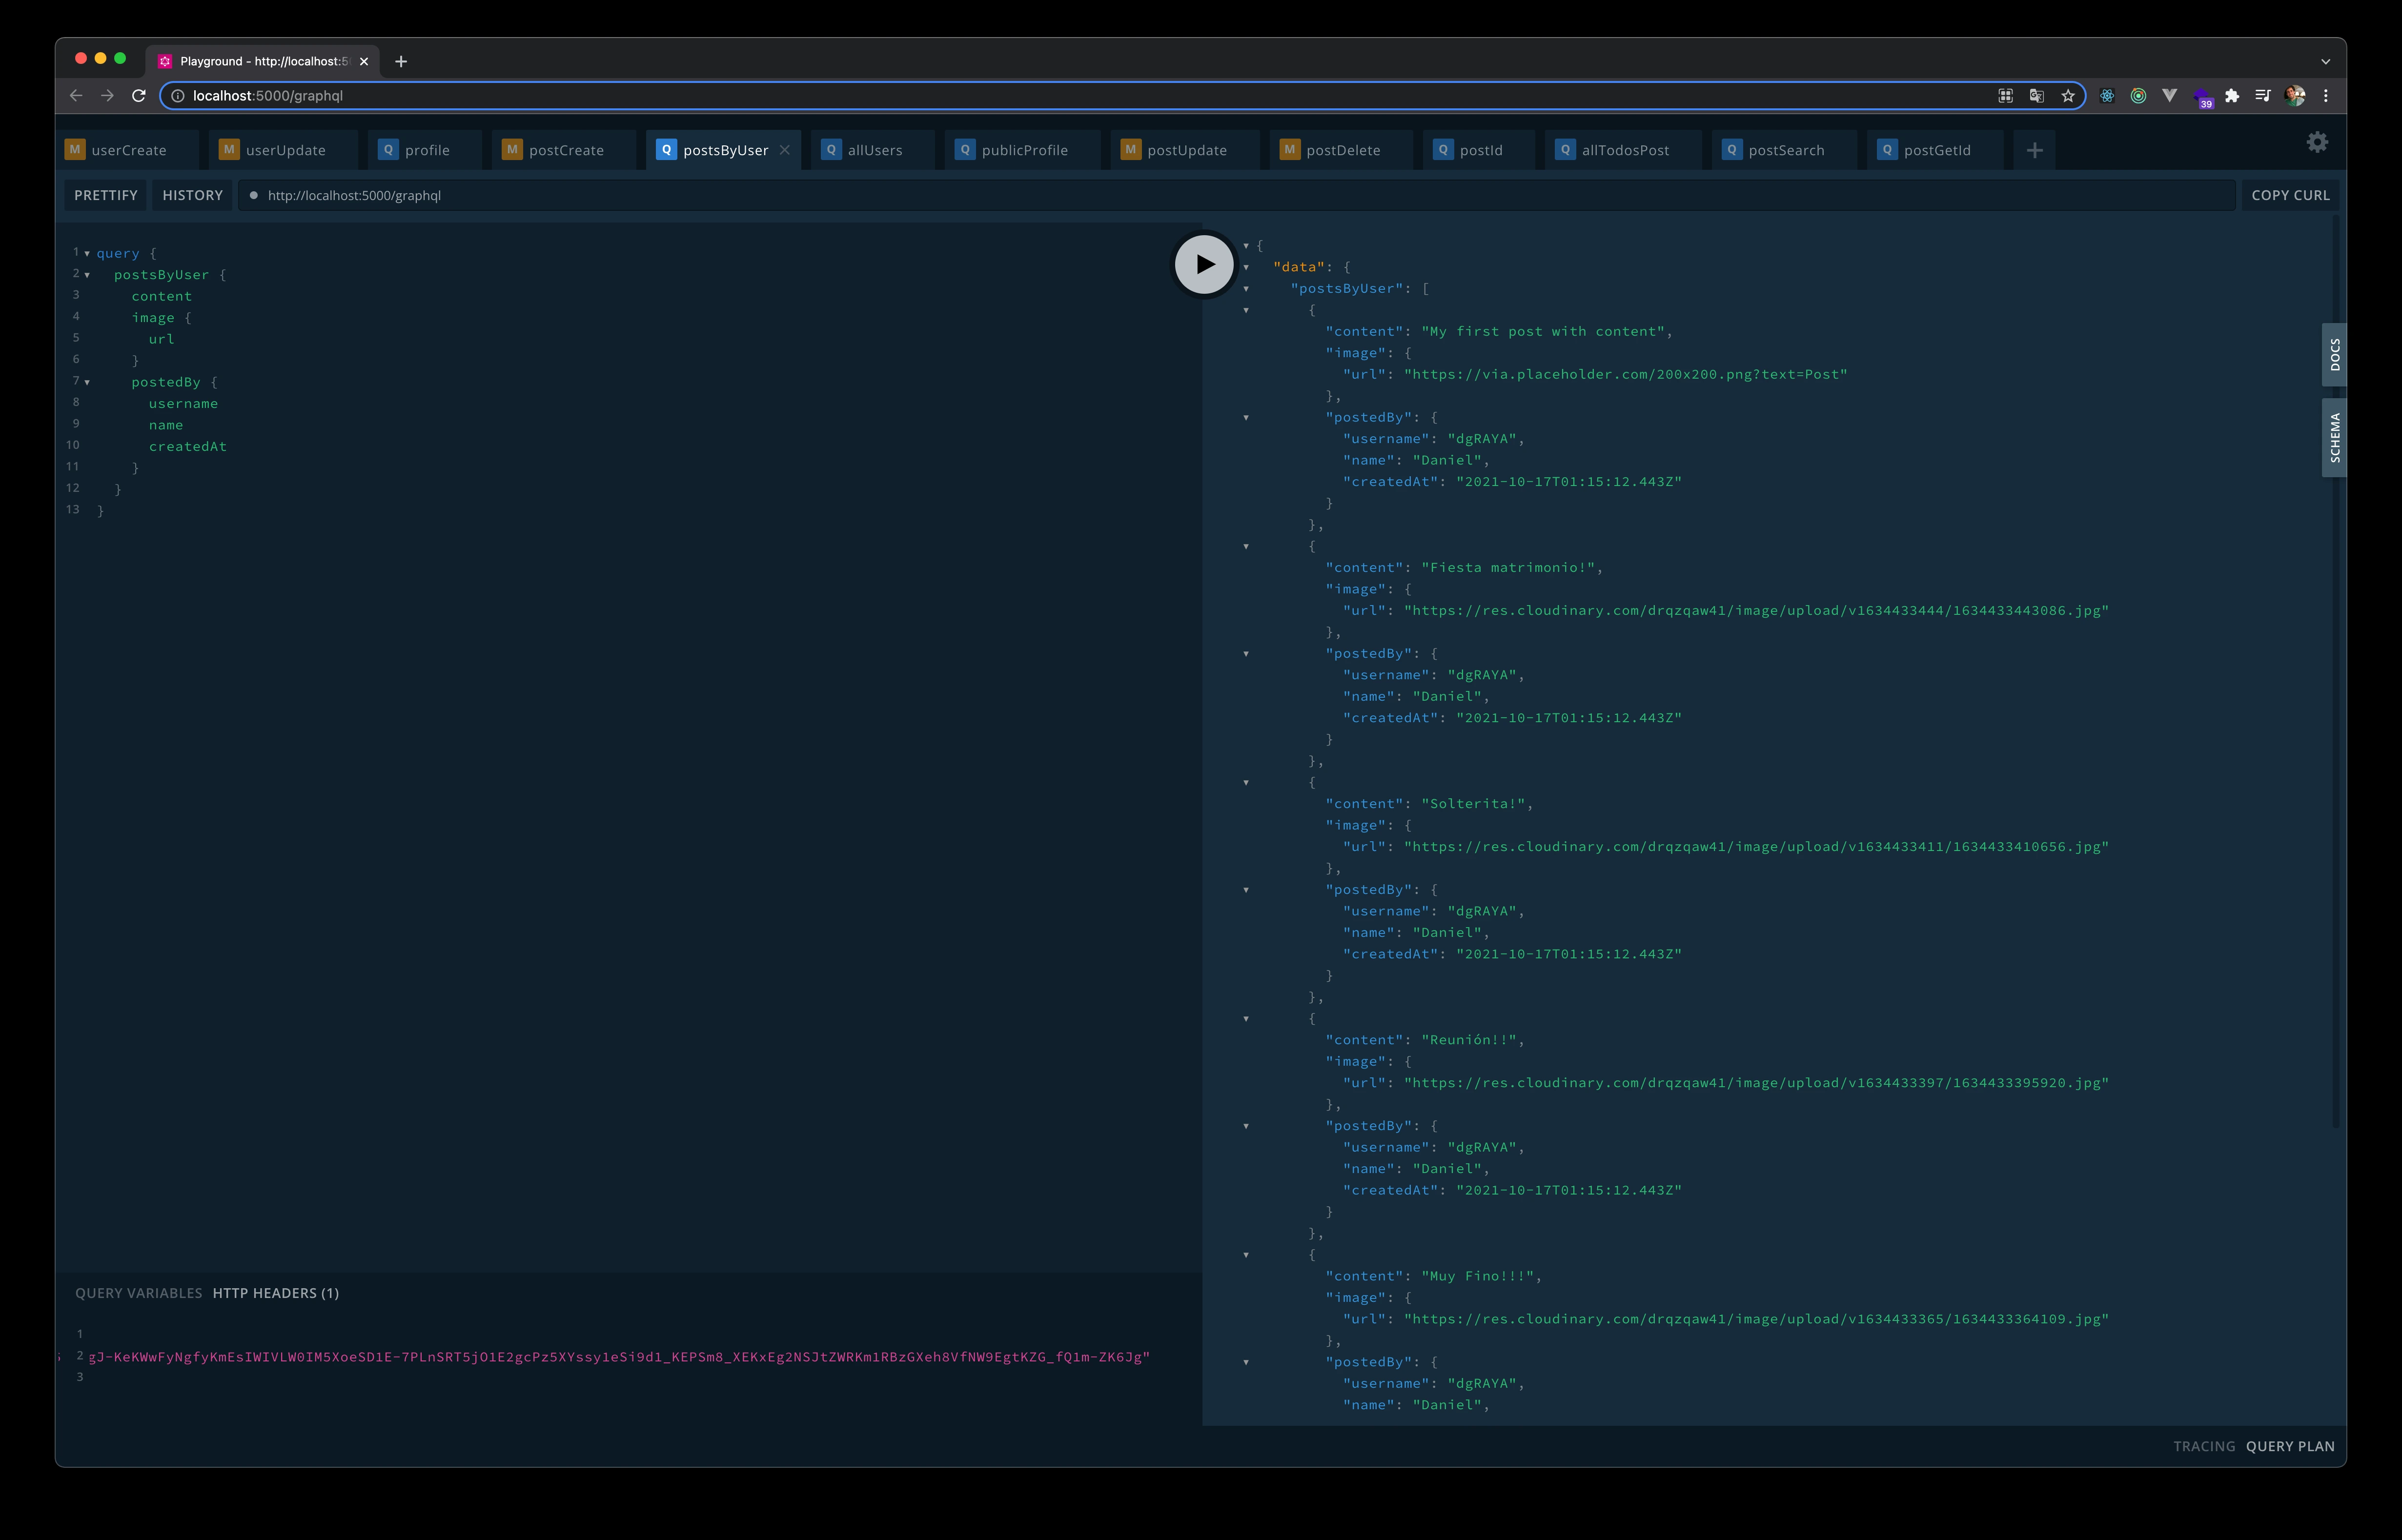 Playground - http://localhost:5
localhost:5000/graphql
39
M userCreate
M userUpdate
Q profile
M postCreate
Q postsByUser
Q allUsers
Q publicProfile
M postUpdate
M postDelete
Q postId
Q allTodosPost
Q postSearch
Q postGetId
PRETTIFY
HISTORY
http://localhost:5000/graphql
COPY CURL
1 query {
2 postsByUser {
3 content
4 image {
5 url
6 }
7 postedBy {
8 username
9 name
10 createdAt
11 }
12 }
13 }
QUERY VARIABLES HTTP HEADERS (1)
1
2 gJ-KeKWwFyNgfyKmEsIWIVLW0IM5XoeSD1E-7PLnSRT5jO1E2gcPz5XYssy1eSi9d1_KEPSm8_XEKxEg2NSJtZWRKm1RBzGXeh8VfNW9EgtKZG_fQ1m-ZK6Jg"
3
{
"data": {
"postsByUser": [
{
"content": "My first post with content",
"image": {
"url": "https://via.placeholder.com/200x200.png?text=Post"
},
"postedBy": {
"username": "dgRAYA",
"name": "Daniel",
"createdAt": "2021-10-17T01:15:12.443Z"
}
},
{
"content": "Fiesta matrimonio!",
"image": {
"url": "https://res.cloudinary.com/drqzqaw41/image/upload/v1634433444/1634433443086.jpg"
},
"postedBy": {
"username": "dgRAYA",
"name": "Daniel",
"createdAt": "2021-10-17T01:15:12.443Z"
}
},
{
"content": "Solterita!",
"image": {
"url": "https://res.cloudinary.com/drqzqaw41/image/upload/v1634433411/1634433410656.jpg"
},
"postedBy": {
"username": "dgRAYA",
"name": "Daniel",
"createdAt": "2021-10-17T01:15:12.443Z"
}
},
{
"content": "Reunión!!",
"image": {
"url": "https://res.cloudinary.com/drqzqaw41/image/upload/v1634433397/1634433395920.jpg"
},
"postedBy": {
"username": "dgRAYA",
"name": "Daniel",
"createdAt": "2021-10-17T01:15:12.443Z"
}
},
{
"content": "Muy Fino!!!",
"image": {
"url": "https://res.cloudinary.com/drqzqaw41/image/upload/v1634433365/1634433364109.jpg"
},
"postedBy": {
"username": "dgRAYA",
"name": "Daniel",
DOCS
SCHEMA
TRACING QUERY PLAN